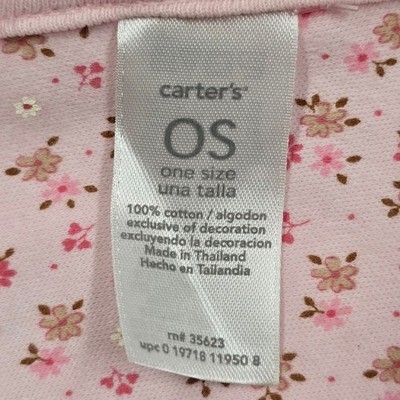 carter's
OS
one size
una talla
100% cotton / algodon
exclusive of decoration
excluyendo la decoracion
Made in Thailand
Hecho en Tailandia
rn# 35623
upc 0 19718 11950 8